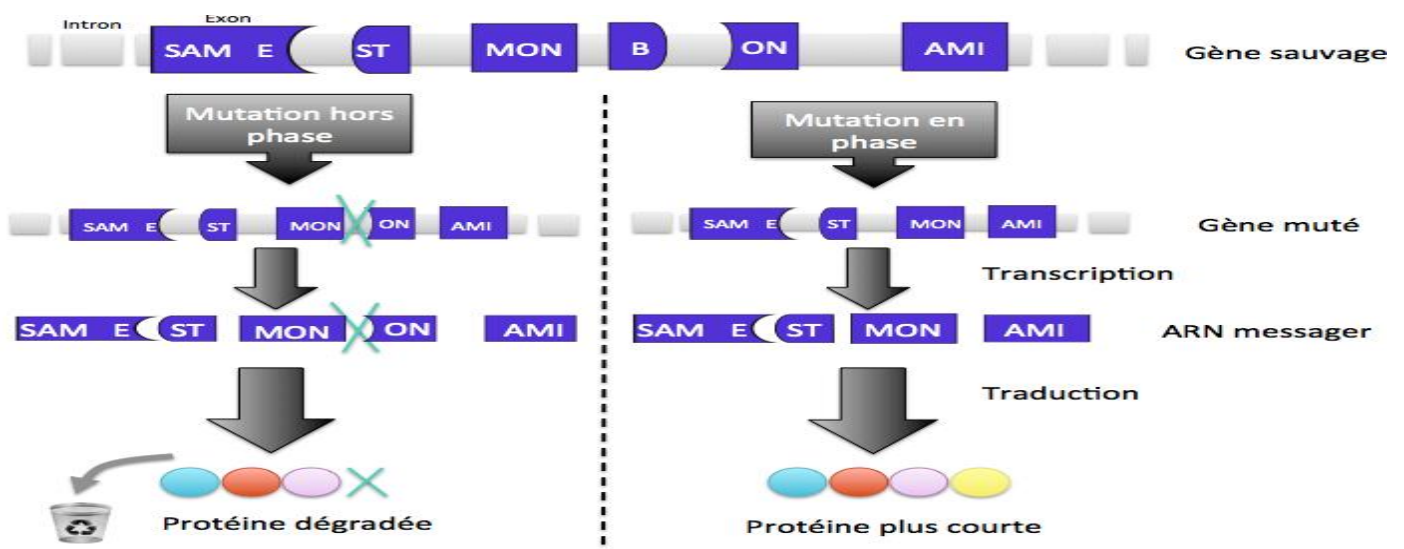 Intron Exon
SAM E ST MON B ON AMI Gène sauvage
Mutation hors
phase
Mutation en
phase
SAM E ST MON ON AMI
SAM E ST MON AMI Gène muté
Transcription
SAM E ST MON ON AMI
SAM E ST MON AMI ARN messager
Traduction
Protéine dégradée
Protéine plus courte